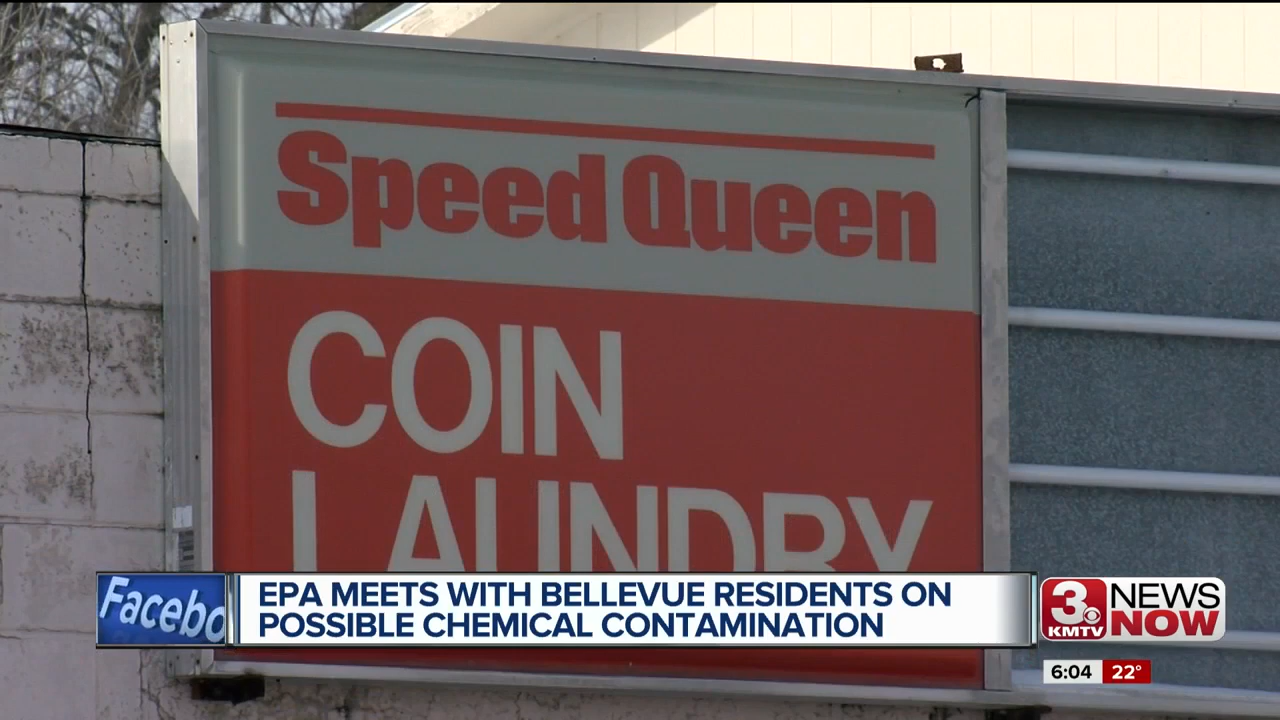 Speed Queen
COIN
LAUNDRY
Facebo
EPA MEETS WITH BELLEVUE RESIDENTS ON
POSSIBLE CHEMICAL CONTAMINATION
3 KMTV
NEWS
NOW
6:04 22°